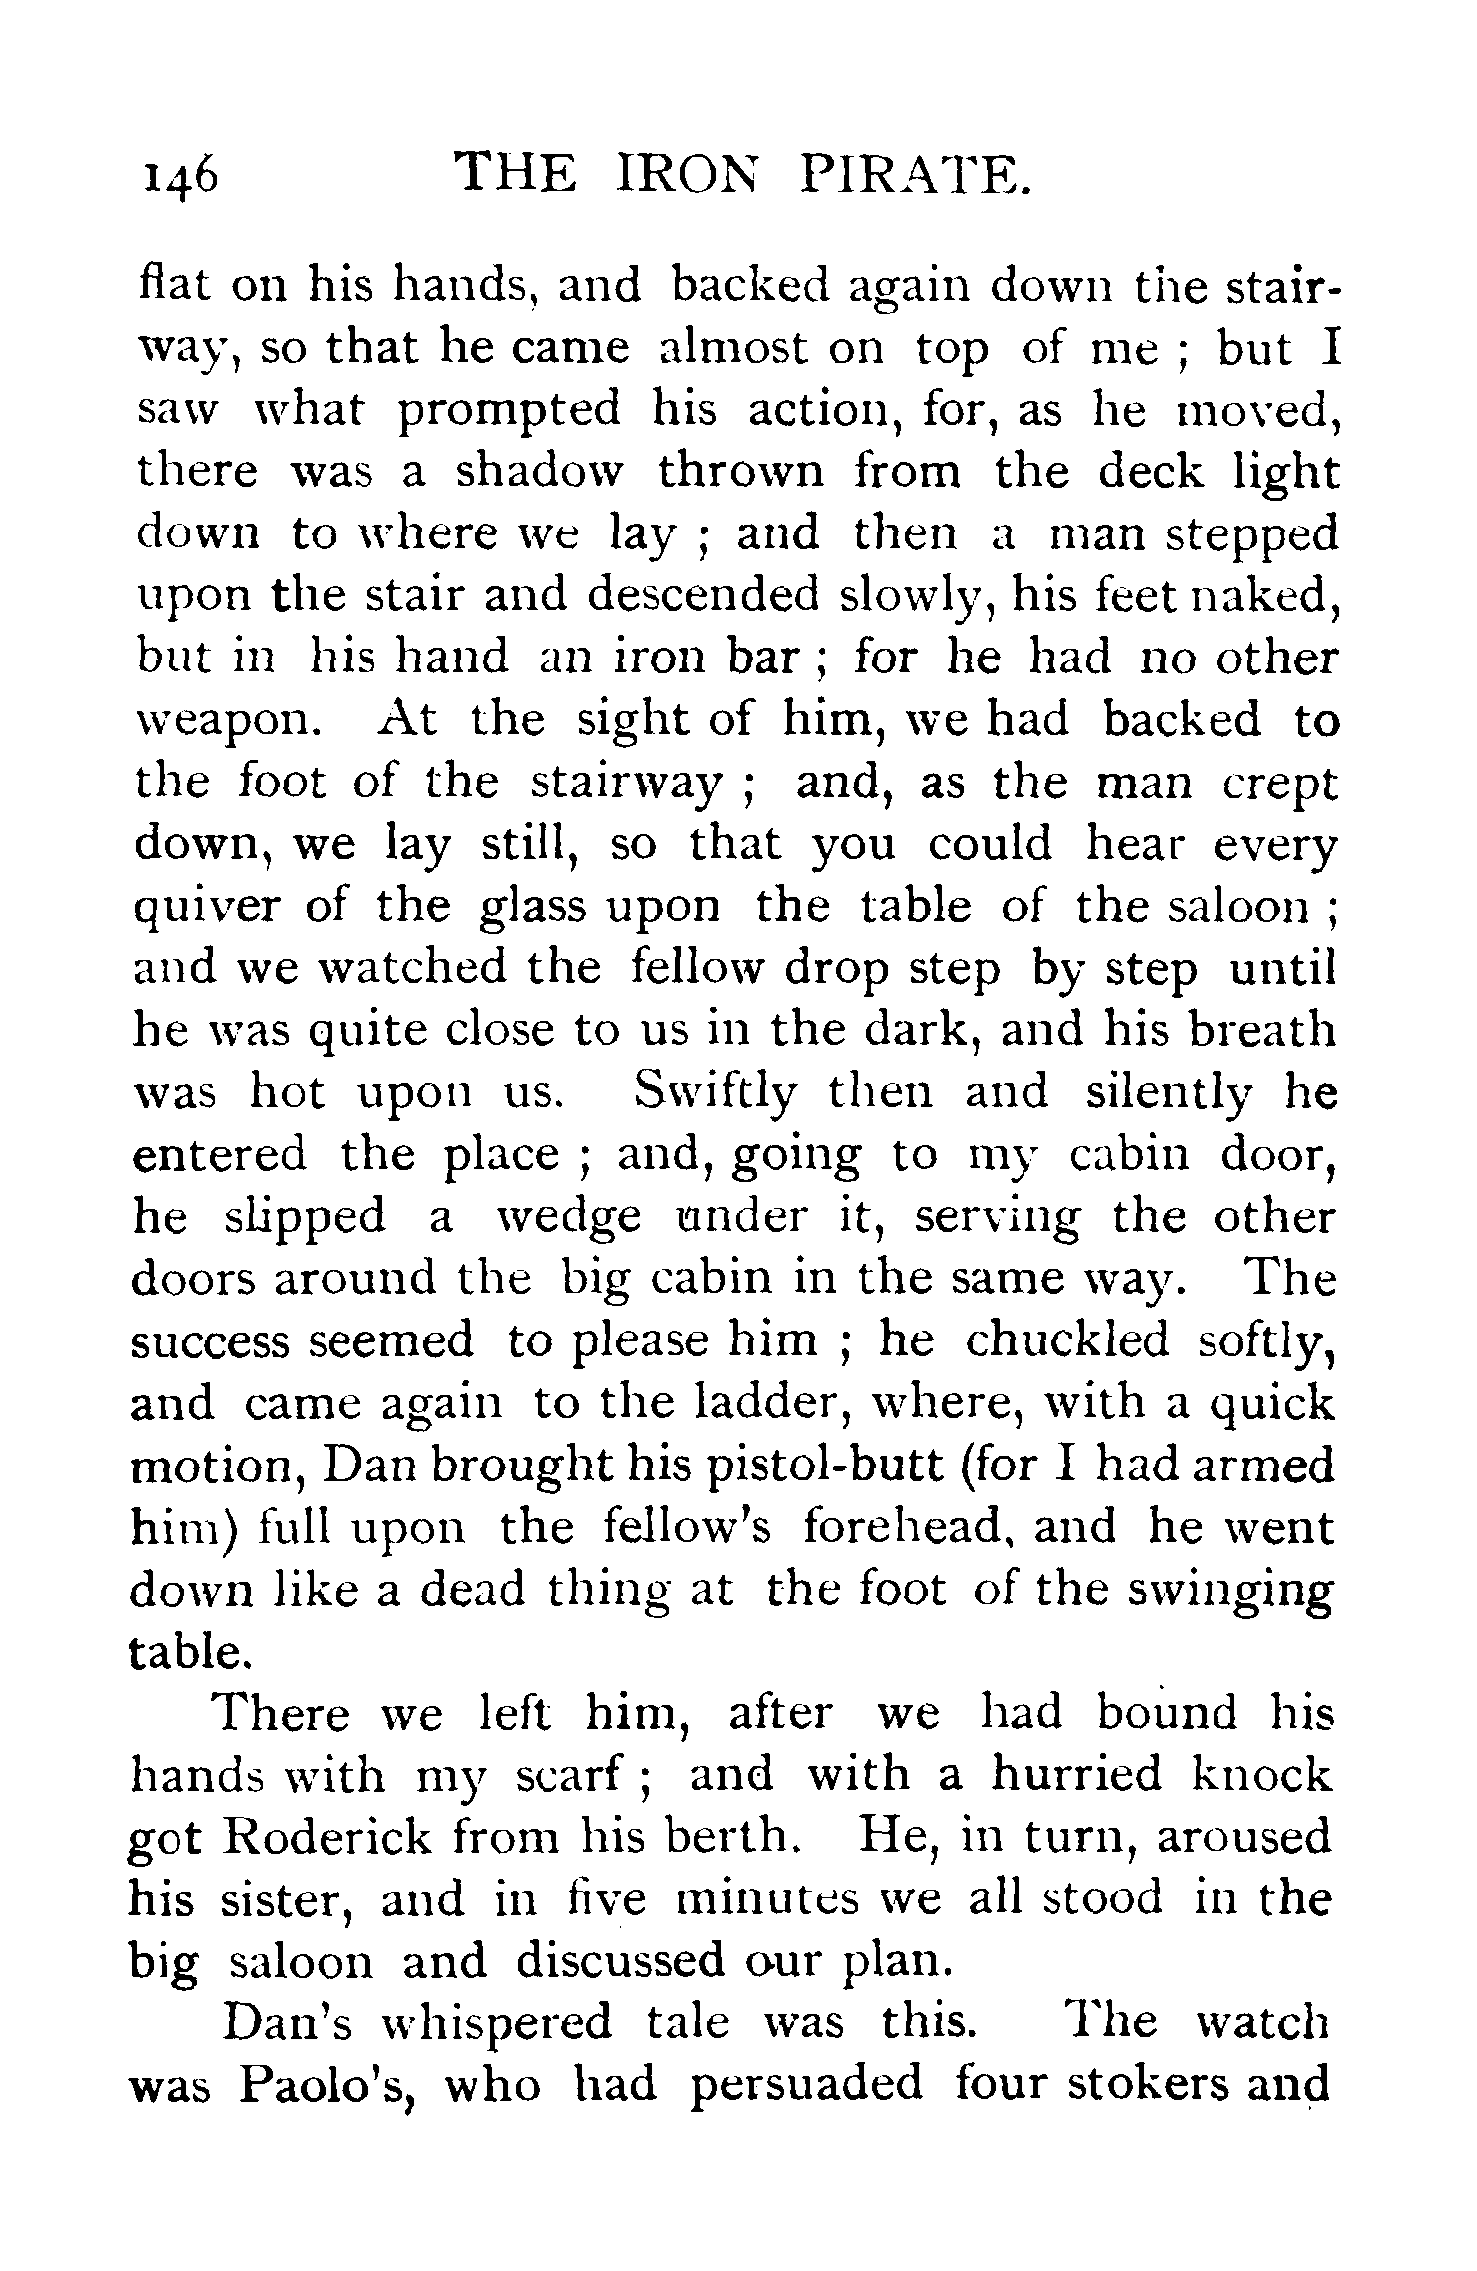 146 THE IRON PIRATE.
flat on his hands, and backed again down the stair-
way, so that he came almost on top of me ; but I
saw what prompted his action, for, as he moved,
there was a shadow thrown from the deck light
down to where we lay ; and then a man stepped
upon the stair and descended slowly, his feet naked,
but in his hand an iron bar ; for he had no other
weapon. At the sight of him, we had backed to
the foot of the stairway ; and, as the man crept
down, we lay still, so that you could hear every
quiver of the glass upon the table of the saloon ;
and we watched the fellow drop step by step until
he was quite close to us in the dark, and his breath
was hot upon us. Swiftly then and silently he
entered the place ; and, going to my cabin door,
he slipped a wedge under it, serving the other
doors around the big cabin in the same way. The
success seemed to please him ; he chuckled softly,
and came again to the ladder, where, with a quick
motion, Dan brought his pistol-butt (for I had armed
him) full upon the fellow's forehead, and he went
down like a dead thing at the foot of the swinging
table.
There we left him, after we had bound his
hands with my scarf ; and with a hurried knock
got Roderick from his berth. He, in turn, aroused
his sister, and in five minutes we all stood in the
big saloon and discussed our plan.
Dan's whispered tale was this. The watch
was Paolo's, who had persuaded four stokers and